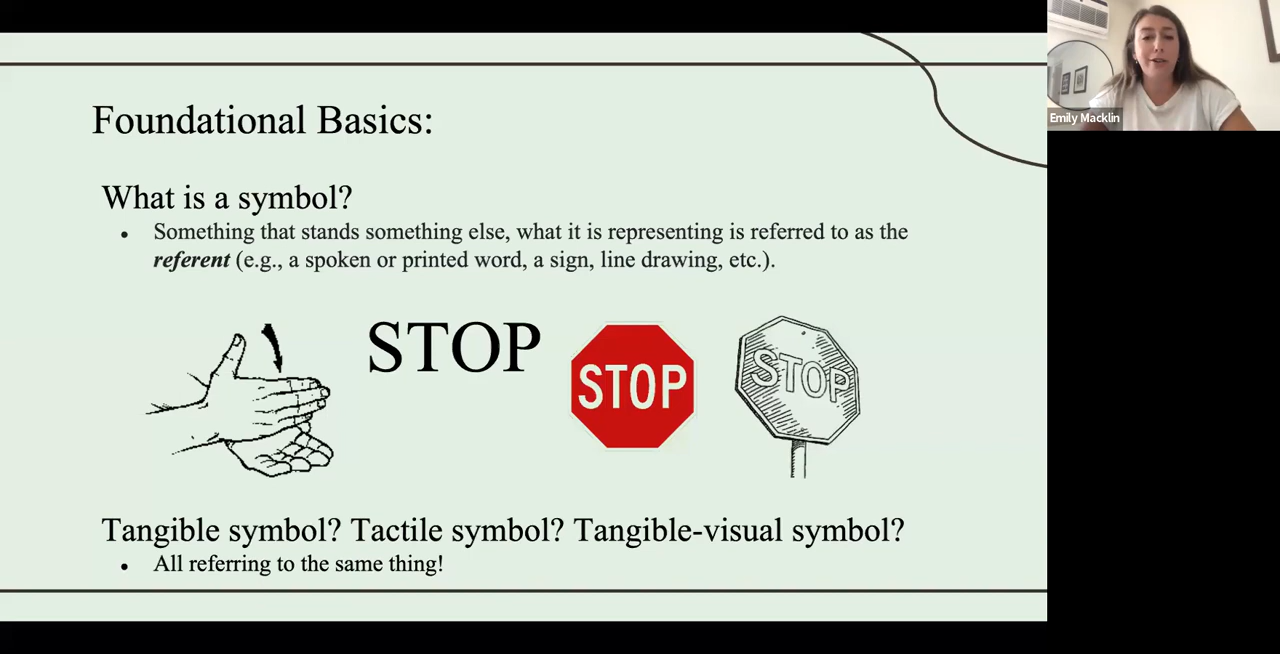 Foundational Basics:
Emily Macklin
What is a symbol?
• Something that stands something else, what it is representing is referred to as the
referent (e.g., a spoken or printed word, a sign, line drawing, etc.).
STOP
STOP
STOP
Tangible symbol? Tactile symbol? Tangible-visual symbol?
• All referring to the same thing!